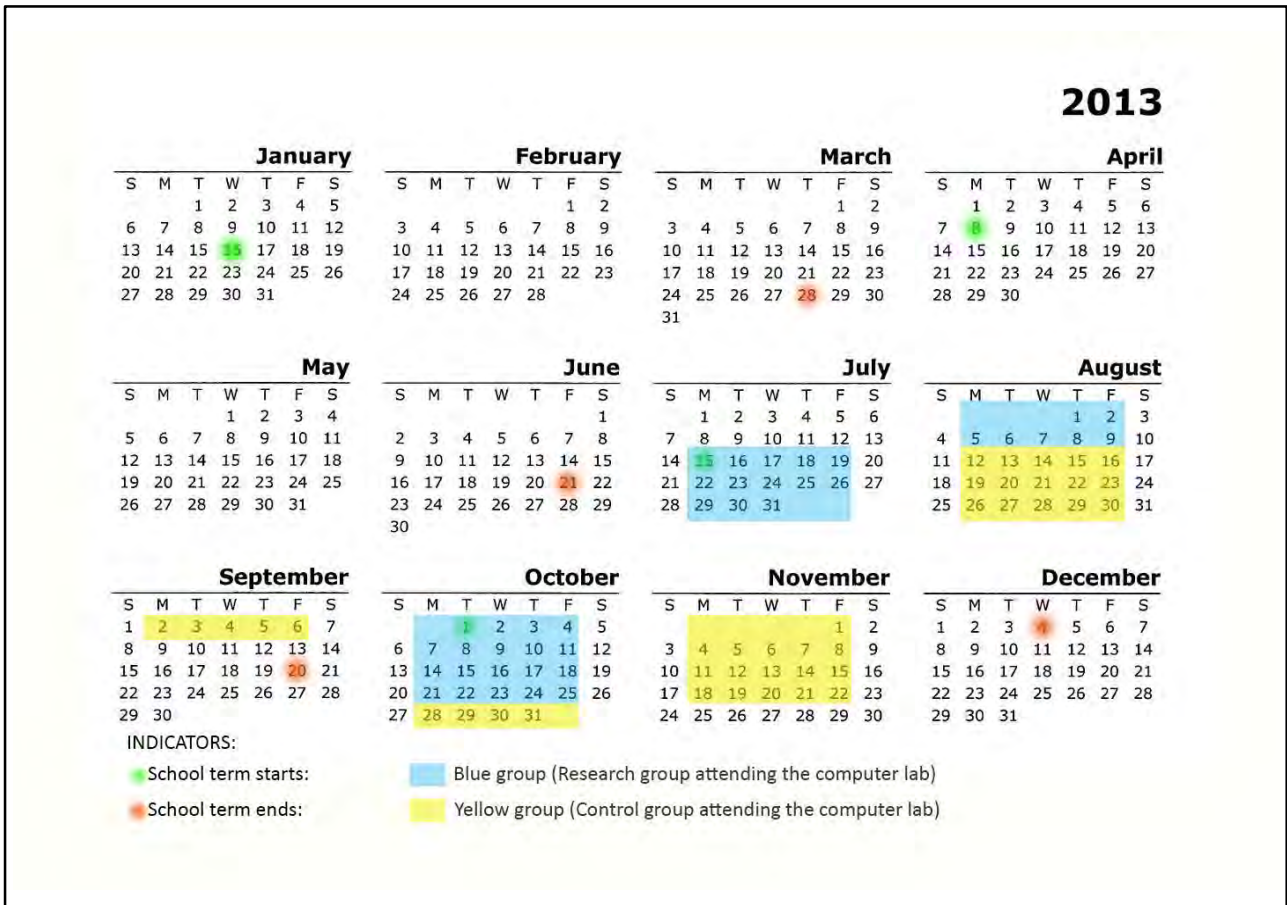 2013
January February March April
S M T W T F S S M T W T F S S M T W T F S S M T W T F S
1 2 3 4 5 1 2 1 2 1 2 3 4 5 6
6 7 8 9 10 11 12 3 4 5 6 7 8 9 3 4 5 6 7 8 9 7 8 9 10 11 12 13
13 14 15 16 17 18 19 10 11 12 13 14 15 16 10 11 12 13 14 15 16 14 15 16 17 18 19 20
20 21 22 23 24 25 26 17 18 19 20 21 22 23 17 18 19 20 21 22 23 21 22 23 24 25 26 27
27 28 29 30 31 24 25 26 27 28 24 25 26 27 28 29 30 28 29 30
31
May June July August
S M T W T F S S M T W T F S S M T W T F S S M T W T F S
1 2 3 4 1 1 2 3 4 5 6 1 2 3
5 6 7 8 9 10 11 2 3 4 5 6 7 8 7 8 9 10 11 12 13 4 5 6 7 8 9 10
12 13 14 15 16 17 18 9 10 11 12 13 14 15 14 15 16 17 18 19 20 11 12 13 14 15 16 17
19 20 21 22 23 24 25 16 17 18 19 20 21 22 21 22 23 24 25 26 27 18 19 20 21 22 23 24
26 27 28 29 30 31 23 24 25 26 27 28 29 28 29 30 31 25 26 27 28 29 30 31
30
September October November December
S M T W T F S S M T W T F S S M T W T F S S M T W T F S
1 2 3 4 5 6 7 1 2 3 4 5 1 2 1 2 3 4 5 6 7
8 9 10 11 12 13 14 6 7 8 9 10 11 12 3 4 5 6 7 8 9 8 9 10 11 12 13 14
15 16 17 18 19 20 21 13 14 15 16 17 18 19 10 11 12 13 14 15 16 15 16 17 18 19 20 21
22 23 24 25 26 27 28 20 21 22 23 24 25 26 17 18 19 20 21 22 23 22 23 24 25 26 27 28
29 30 27 28 29 30 31 24 25 26 27 28 29 30 29 30 31
INDICATORS:
School term starts: Blue group (Research group attending the computer lab)
School term ends: Yellow group (Control group attending the computer lab)